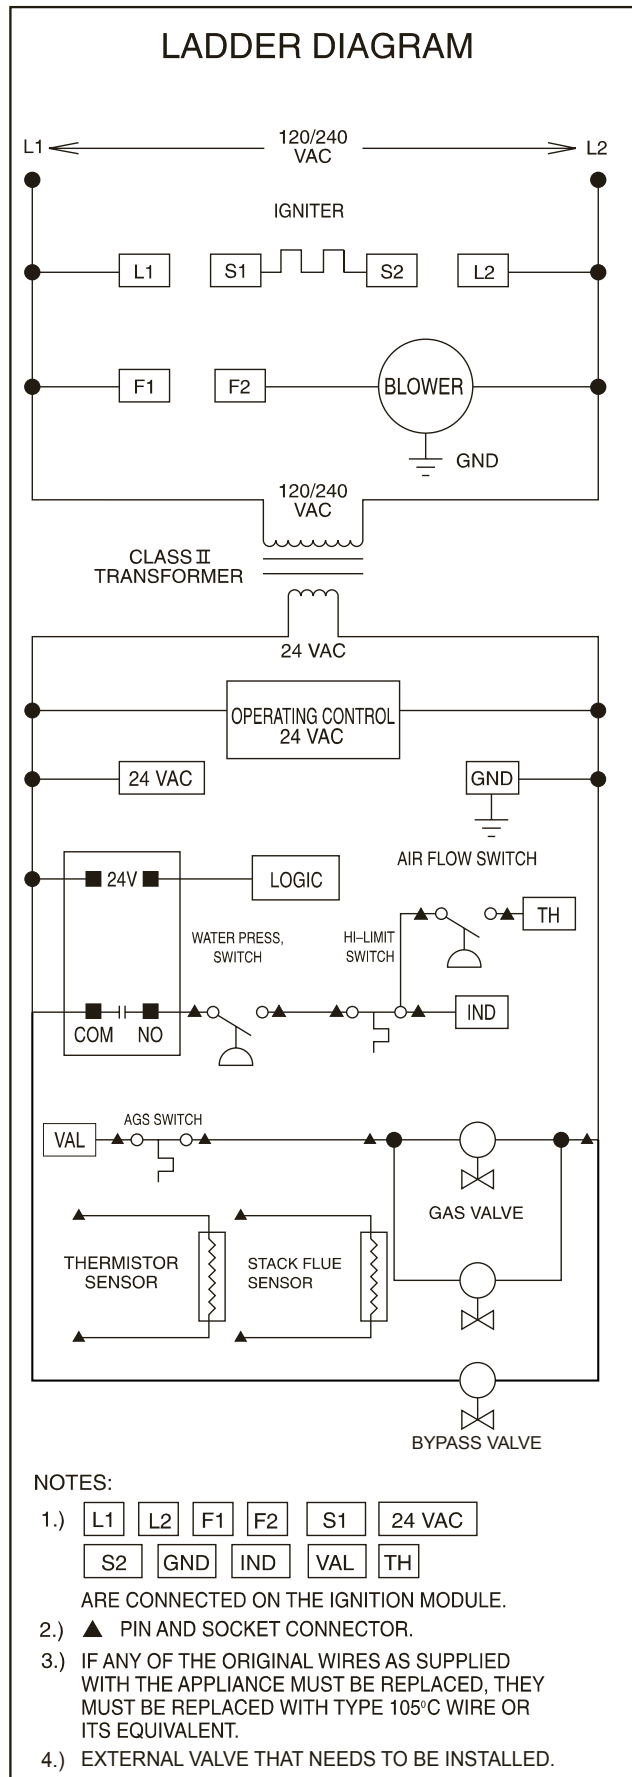 LADDER DIAGRAM
L1
120/240
VAC
L2
IGNITER
L1
S1
S2
L2
F1
F2
BLOWER
GND
120/240
VAC
CLASS II
TRANSFORMER
24 VAC
OPERATING CONTROL
24 VAC
24 VAC
GND
AIR FLOW SWITCH
24V
LOGIC
TH
WATER PRESS,
SWITCH
HI–LIMIT
SWITCH
COM
NO
IND
AGS SWITCH
VAL
GAS VALVE
THERMISTOR
SENSOR
STACK FLUE
SENSOR
BYPASS VALVE
NOTES:
1.) L1 L2 F1 F2 S1 24 VAC
S2 GND IND VAL TH
ARE CONNECTED ON THE IGNITION MODULE.
2.) ▲ PIN AND SOCKET CONNECTOR.
3.) IF ANY OF THE ORIGINAL WIRES AS SUPPLIED
WITH THE APPLIANCE MUST BE REPLACED, THEY
MUST BE REPLACED WITH TYPE 105⁰C WIRE OR
ITS EQUIVALENT.
4.) EXTERNAL VALVE THAT NEEDS TO BE INSTALLED.